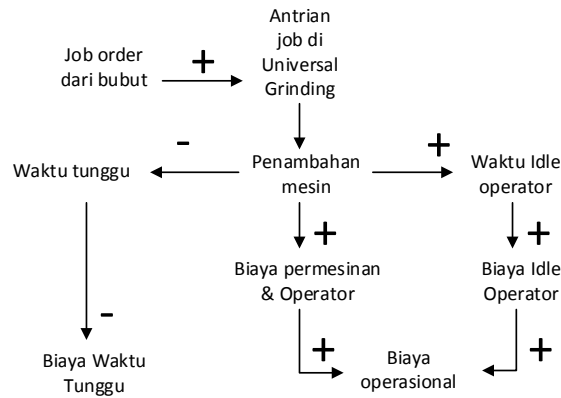 Job order
dari bubut
+
Antrian
job di
Universal
Grinding
-
Waktu tunggu
Penambahan
mesin
+
Waktu Idle
operator
+
+
Biaya permesinan
& Operator
Biaya Idle
Operator
-
Biaya Waktu
Tunggu
+
Biaya
operasional
+